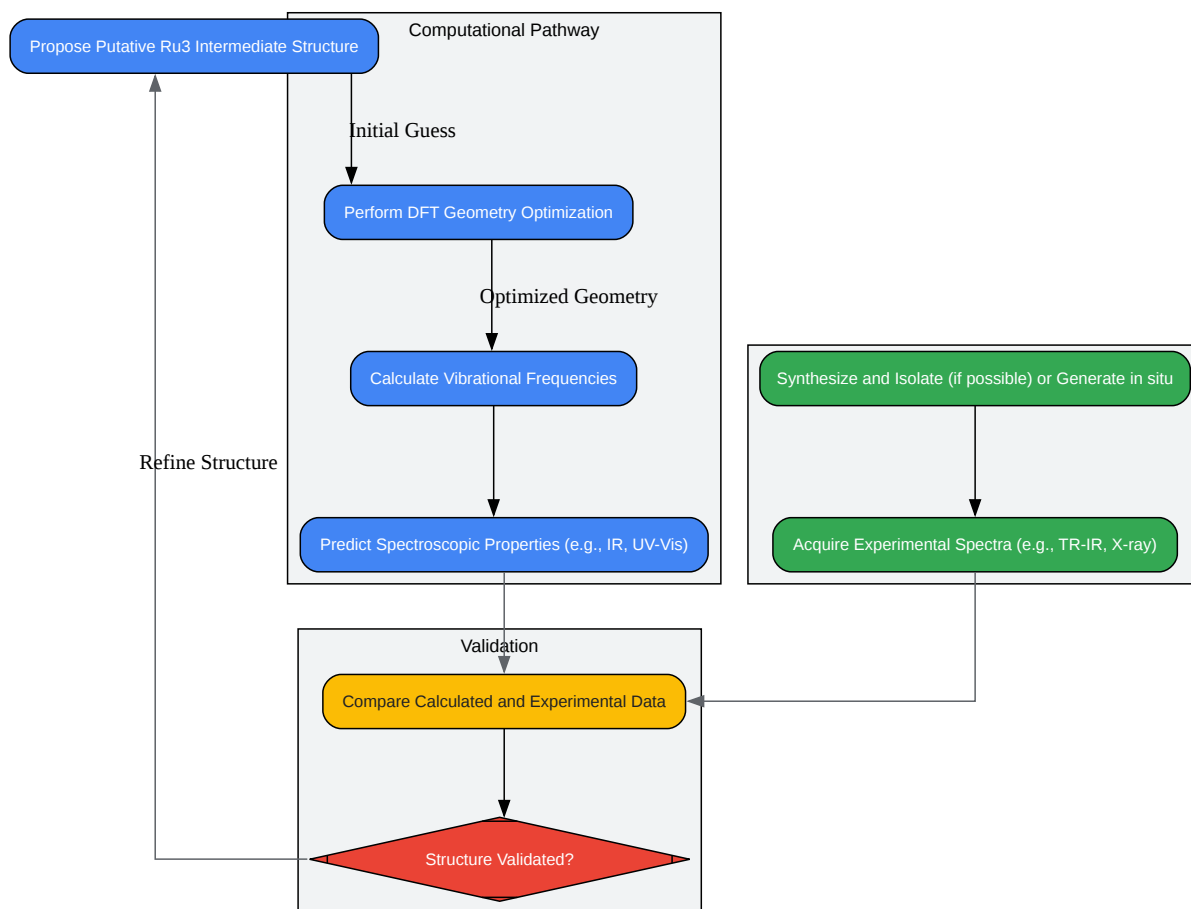 Computational Pathway
Propose Putative Ru3 Intermediate Structure
Initial Guess
Perform DFT Geometry Optimization
Optimized Geometry
Calculate Vibrational Frequencies
Synthesize and Isolate (if possible) or Generate in situ
Refine Structure
Predict Spectroscopic Properties (e.g., IR, UV-Vis)
Acquire Experimental Spectra (e.g., TR-IR, X-ray)
Validation
Compare Calculated and Experimental Data
Structure Validated?